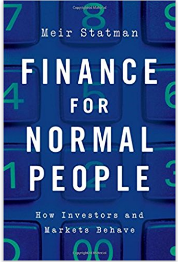 Meir Statman
FINANCE
FOR
NORMAL
PEOPLE
How Investors and
Markets Behave